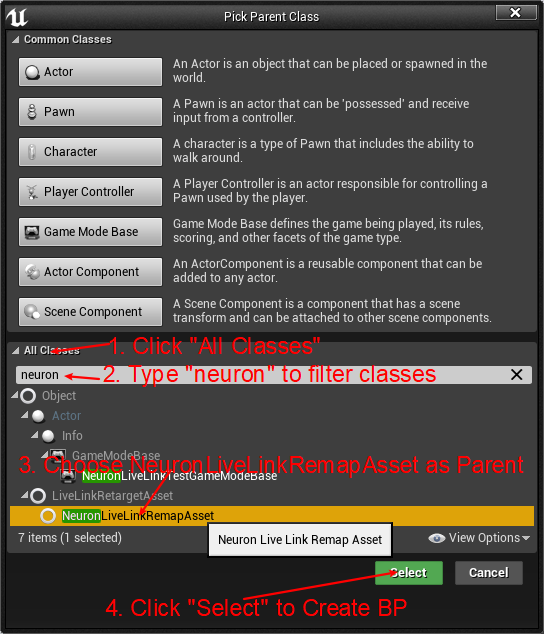 Pick Parent Class
Common Classes
Actor
An Actor is an object that can be placed or spawned in the
world.
Pawn
A Pawn is an actor that can be 'possessed' and receive
input from a controller.
Character
A character is a type of Pawn that includes the ability to
walk around.
Player Controller
A Player Controller is an actor responsible for controlling a
Pawn used by the player.
Game Mode Base
Game Mode Base defines the game being played, its rules,
scoring, and other facets of the game type.
Actor Component
An ActorComponent is a reusable component that can be
added to any actor.
Scene Component
A Scene Component is a component that has a scene
transform and can be attached to other scene components.
All Classes
1. Click "All Classes"
neuron
2. Type "neuron" to filter classes
Object
Actor
Info
GameModeBase
3. Choose NeuronLiveLinkRemapAsset as Parent
NeuronLiveLinkTestGameModeBase
LiveLinkRetargetAsset
NeuronLiveLinkRemapAsset
7 items (1 selected)
Neuron Live Link Remap Asset
View Options
Select
Cancel
4. Click "Select" to Create BP